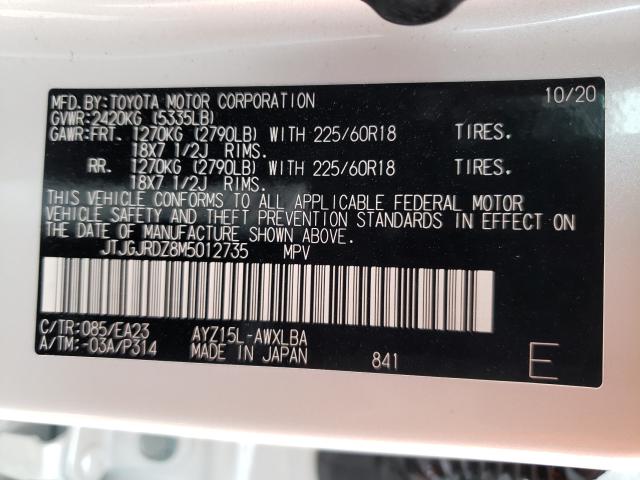 MFD.BY:TOYOTA MOTOR CORPORATION 10/20
GVWR:2420KG (5335LB)
GAWR:FRT. 1270KG (2790LB) WITH 225/60R18 TIRES.
18X7 1/2J RIMS.
RR. 1270KG (2790LB) WITH 225/60R18 TIRES.
18X7 1/2J RIMS.
THIS VEHICLE CONFORMS TO ALL APPLICABLE FEDERAL MOTOR
VEHICLE SAFETY AND THEFT PREVENTION STANDARDS IN EFFECT ON
THE DATE OF MANUFACTURE SHOWN ABOVE.
JTJGJRDZ8M5012735 MPV
C/TR:085/EA23 AYZ15L-AWXLBA
A/TM:-03A/P314 MADE IN JAPAN 841 E